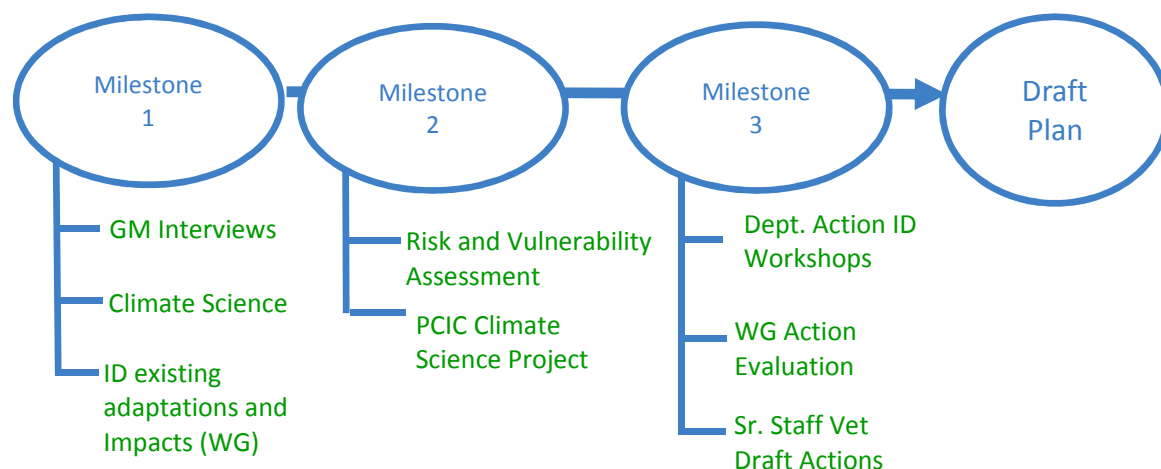 Milestone
1
GM Interviews
Climate Science
ID existing
adaptations and
Impacts (WG)
Milestone
2
Risk and Vulnerability
Assessment
PCIC Climate
Science Project
Milestone
3
Dept. Action ID
Workshops
WG Action
Evaluation
Sr. Staff Vet
Draft Actions
Draft
Plan